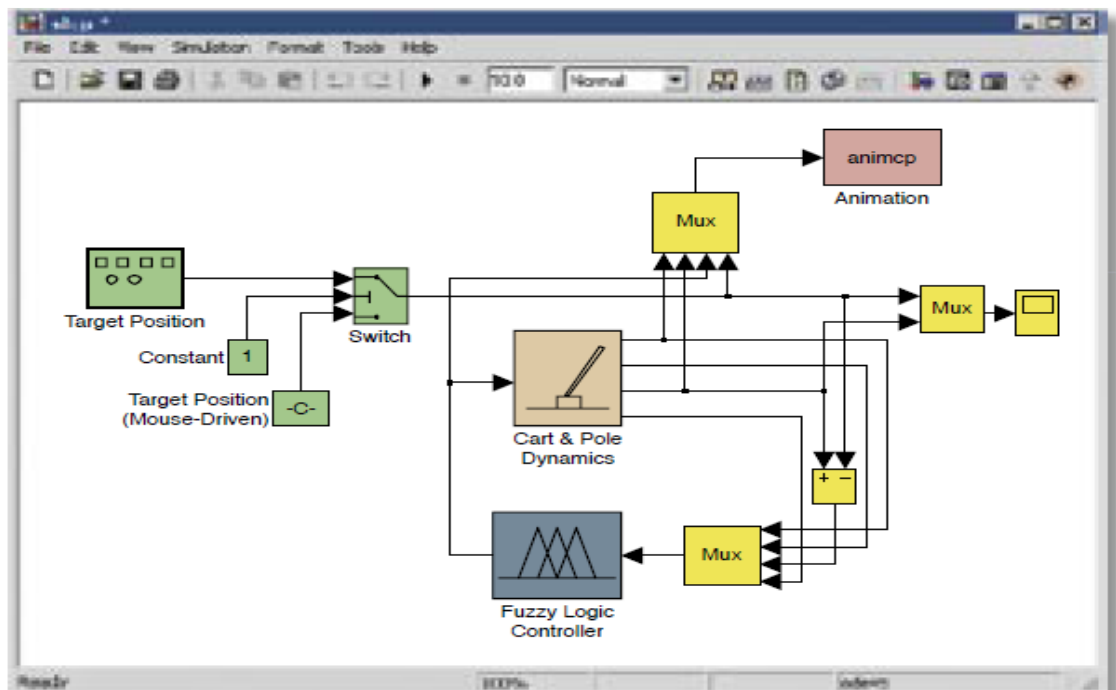 File Edit View Simulation Format Tools Help
10.0 Normal
animcp
Animation
Mux
Target Position
Switch
Mux
Constant 1
Target Position
(Mouse-Driven) -C-
Cart & Pole
Dynamics
+ −
Mux
Fuzzy Logic
Controller
Ready 100%